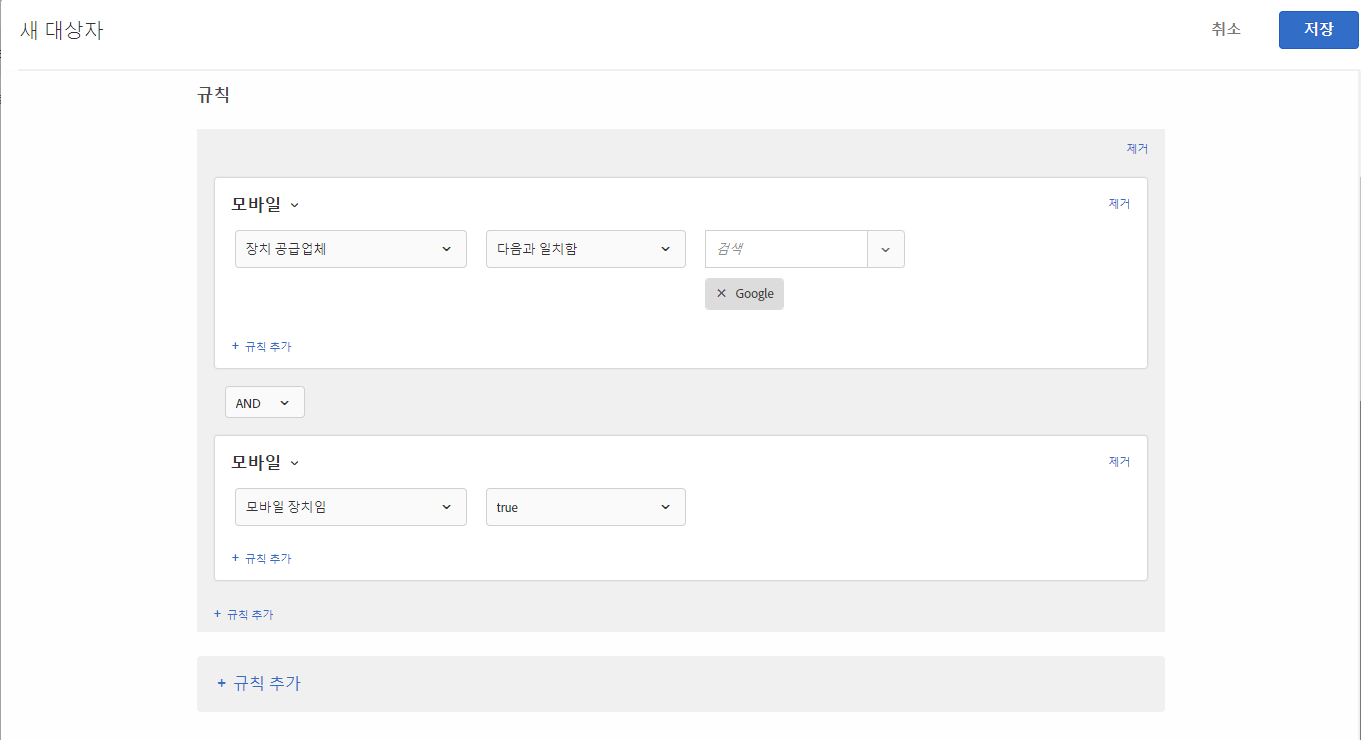 새 대상자
취소
저장
규칙
제거
모바일
제거
장치 공급업체
다음과 일치함
검색
× Google
+ 규칙 추가
AND
모바일
제거
모바일 장치임
true
+ 규칙 추가
+ 규칙 추가
+ 규칙 추가